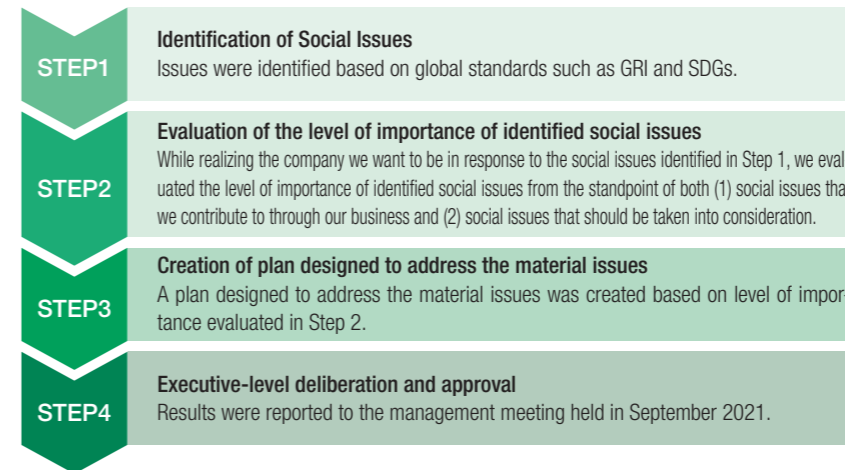 STEP1
Identification of Social Issues
Issues were identified based on global standards such as GRI and SDGs.
STEP2
Evaluation of the level of importance of identified social issues
While realizing the company we want to be in response to the social issues identified in Step 1, we eval
uated the level of importance of identified social issues from the standpoint of both (1) social issues tha
we contribute to through our business and (2) social issues that should be taken into consideration.
STEP3
Creation of plan designed to address the material issues
A plan designed to address the material issues was created based on level of impor-
tance evaluated in Step 2.
STEP4
Executive-level deliberation and approval
Results were reported to the management meeting held in September 2021.